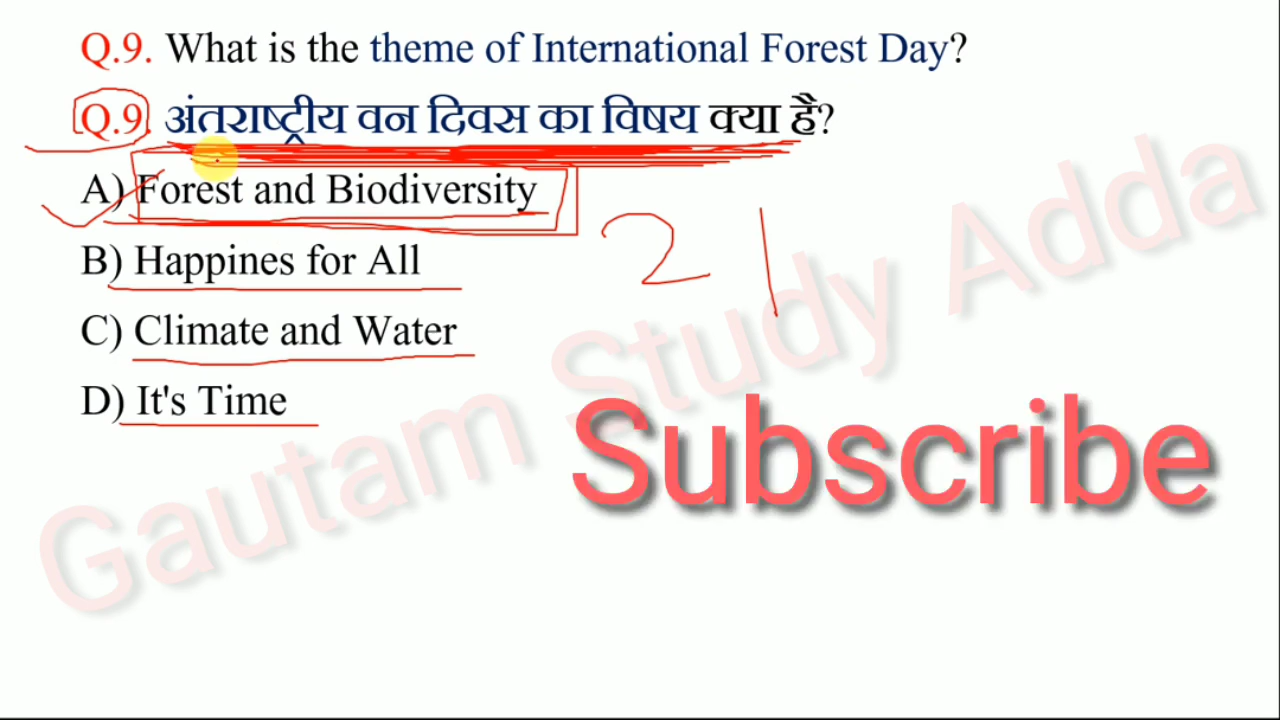 Q.9. What is the theme of International Forest Day?
Q.9. अंतराष्ट्रीय वन दिवस का विषय क्या है?
A) Forest and Biodiversity
B) Happines for All
21
C) Climate and Water
D) It's Time
Subscribe
Gautam Study Adda